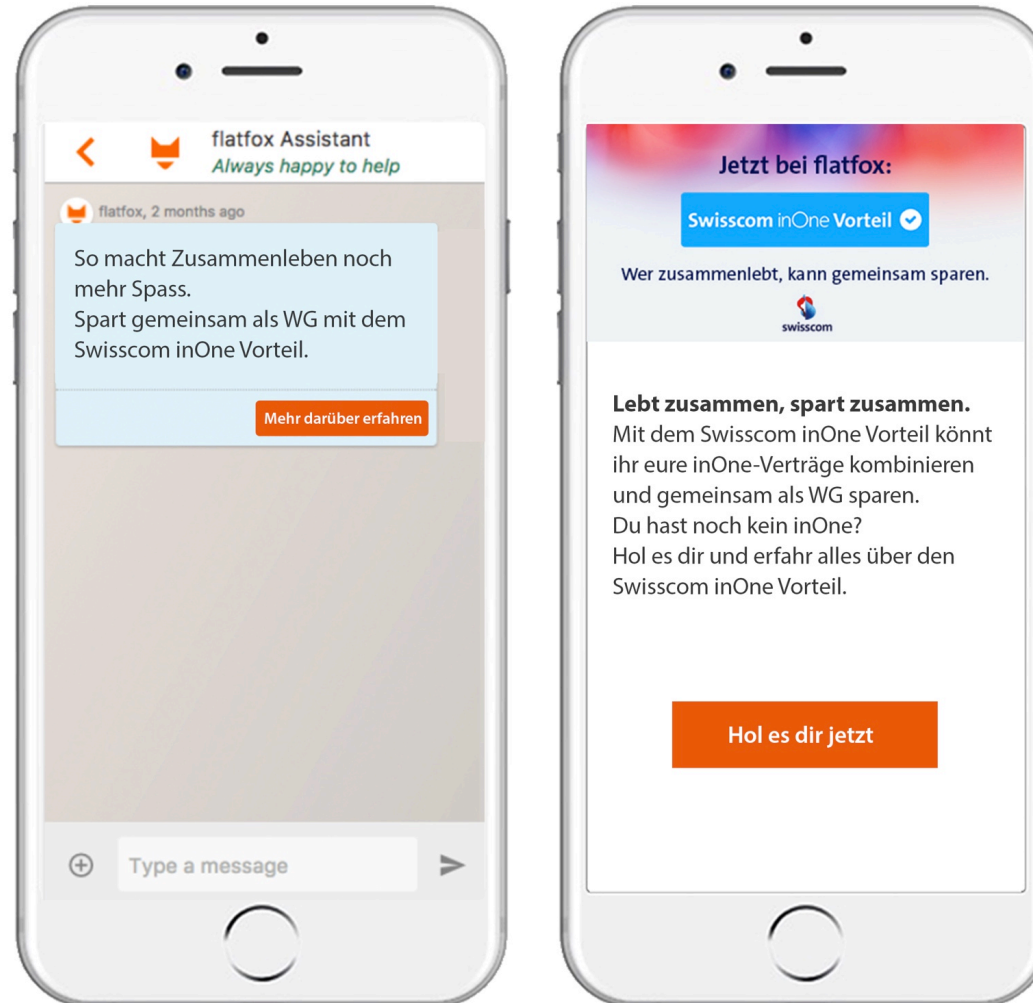 flatfox Assistant
Always happy to help
flatfox, 2 months ago
So macht Zusammenleben noch
mehr Spass.
Spart gemeinsam als WG mit dem
Swisscom inOne Vorteil.
Mehr darüber erfahren
Type a message
Jetzt bei flatfox:
Swisscom inOne Vorteil
Wer zusammenlebt, kann gemeinsam sparen.
swisscom
Lebt zusammen, spart zusammen.
Mit dem Swisscom inOne Vorteil könnt
ihr eure inOne-Verträge kombinieren
und gemeinsam als WG sparen.
Du hast noch kein inOne?
Hol es dir und erfahr alles über den
Swisscom inOne Vorteil.
Hol es dir jetzt